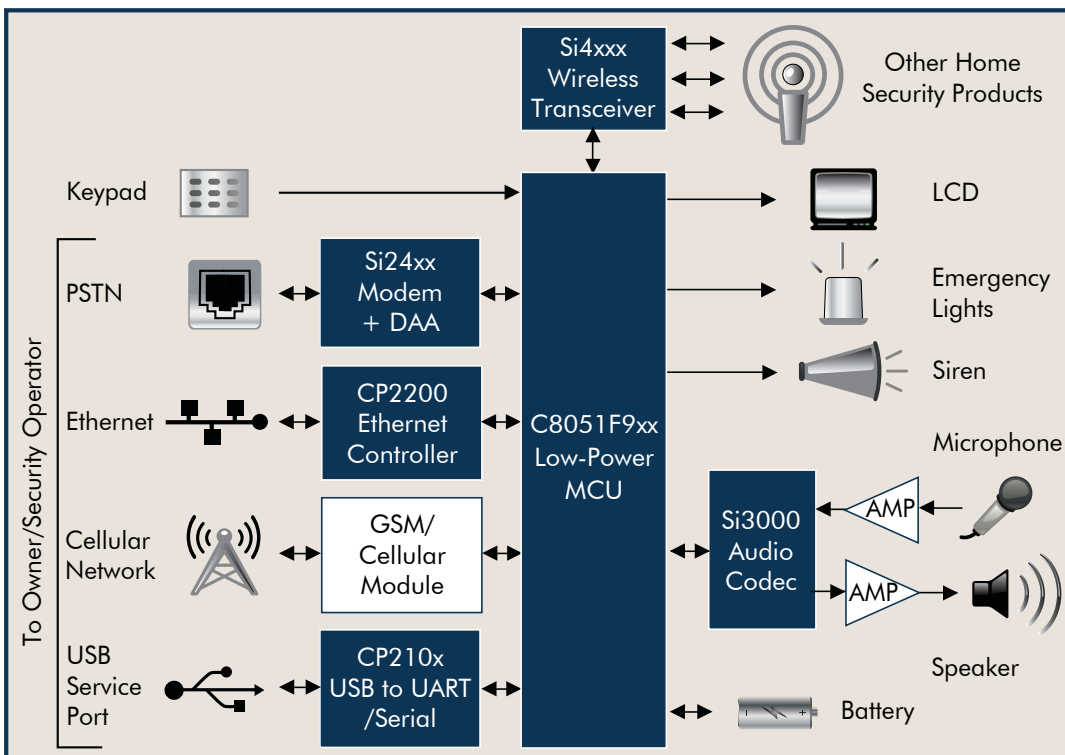 Si4xxx
Wireless
Transceiver
Other Home
Security Products
Keypad
LCD
To Owner/Security Operator
PSTN
Si24xx
Modem
+ DAA
Emergency
Lights
Siren
Ethernet
CP2200
Ethernet
Controller
C8051F9xx
Low-Power
MCU
Microphone
AMP
Si3000
Audio
Codec
AMP
Speaker
Cellular
Network
GSM/
Cellular
Module
USB
Service
Port
CP210x
USB to UART
/Serial
- +
Battery